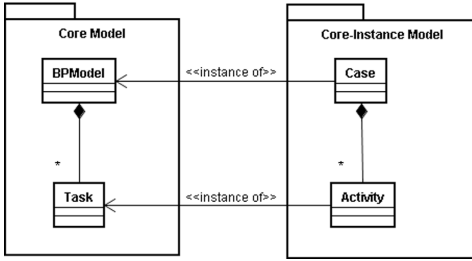 Core Model
Core-Instance Model
BPModel
<<instance of>>
Case
*
*
Task
<<instance of>>
Activity